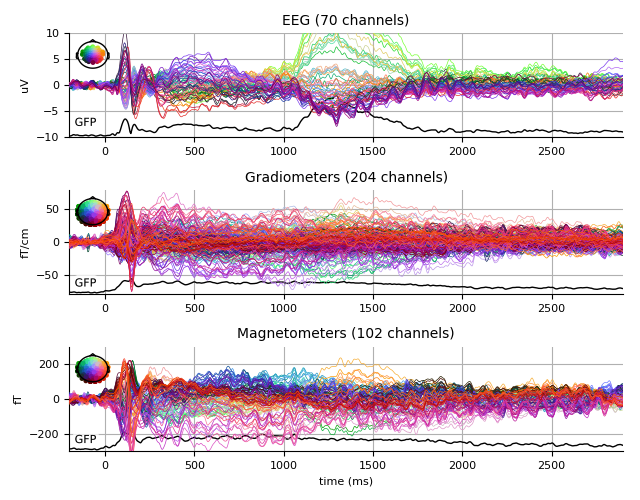 EEG (70 channels)
10
5
0
−5
−10
uV
GFP
0 500 1000 1500 2000 2500
Gradiometers (204 channels)
50
0
−50
fT/cm
GFP
0 500 1000 1500 2000 2500
Magnetometers (102 channels)
200
0
−200
fT
GFP
0 500 1000 1500 2000 2500
time (ms)